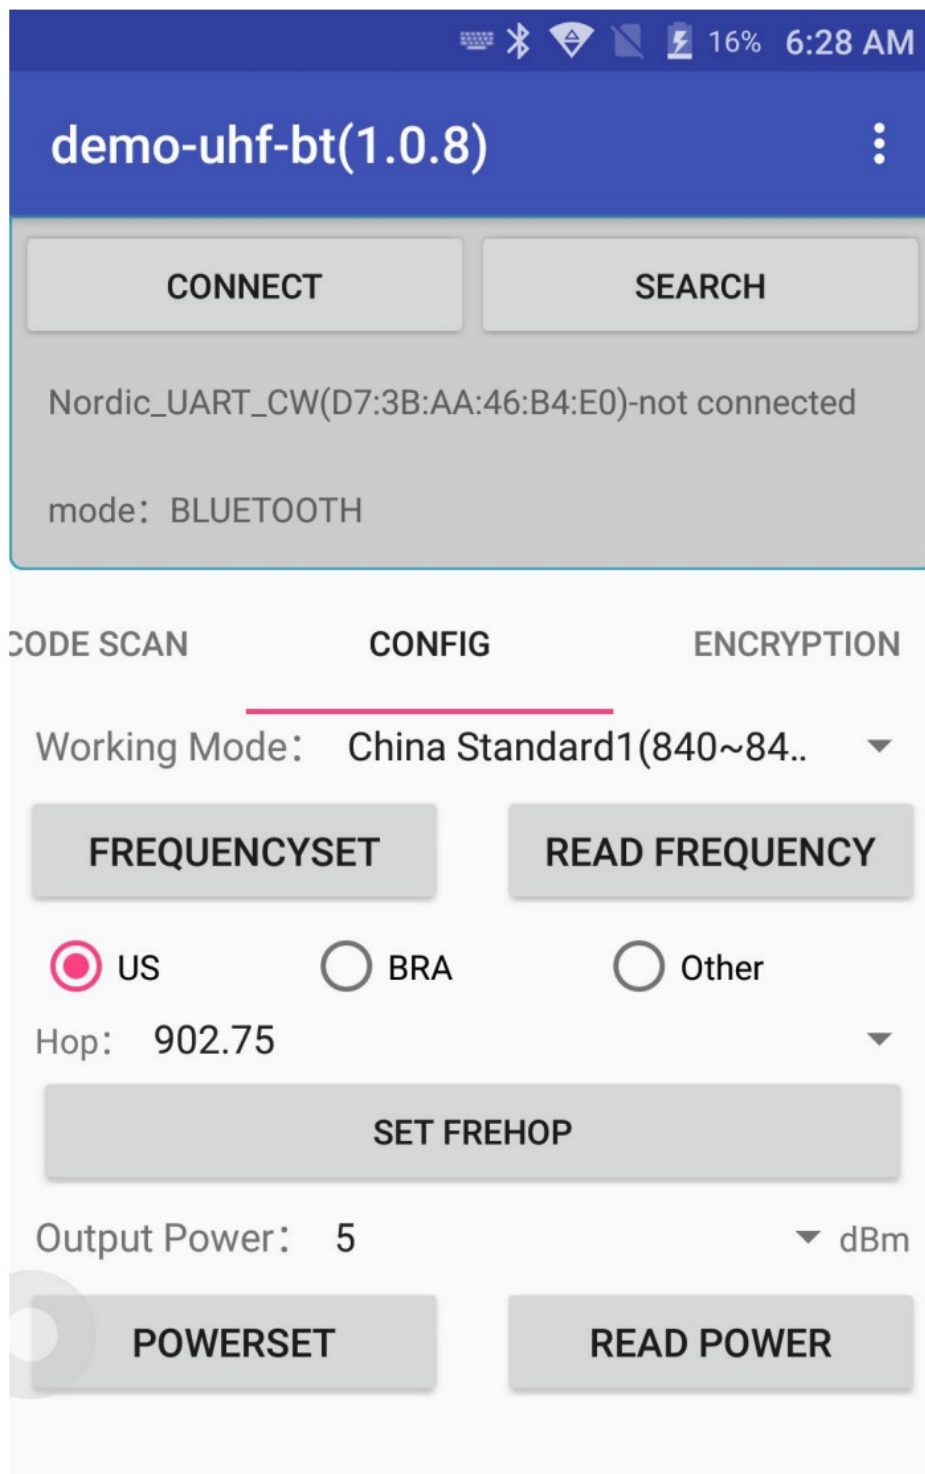 16% 6:28 AM
demo-uhf-bt(1.0.8)
CONNECT SEARCH
Nordic_UART_CW(D7:3B:AA:46:B4:E0)-not connected
mode：BLUETOOTH
CODE SCAN CONFIG ENCRYPTION
Working Mode： China Standard1(840~84..
FREQUENCYSET READ FREQUENCY
US BRA Other
Hop： 902.75
SET FREHOP
Output Power： 5 dBm
POWERSET READ POWER